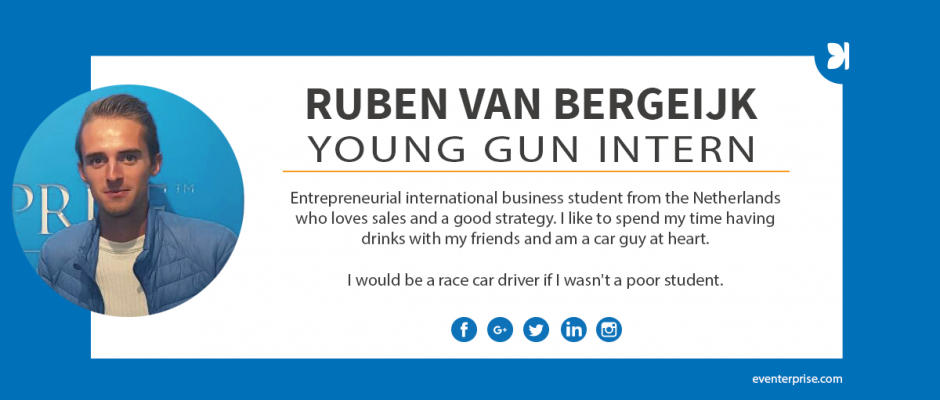 RUBEN VAN BERGEIJK
YOUNG GUN INTERN
PRISE™
Entrepreneurial international business student from the Netherlands
who loves sales and a good strategy. I like to spend my time having
drinks with my friends and am a car guy at heart.
I would be a race car driver if I wasn't a poor student.
f G+ in
eventerprise.com